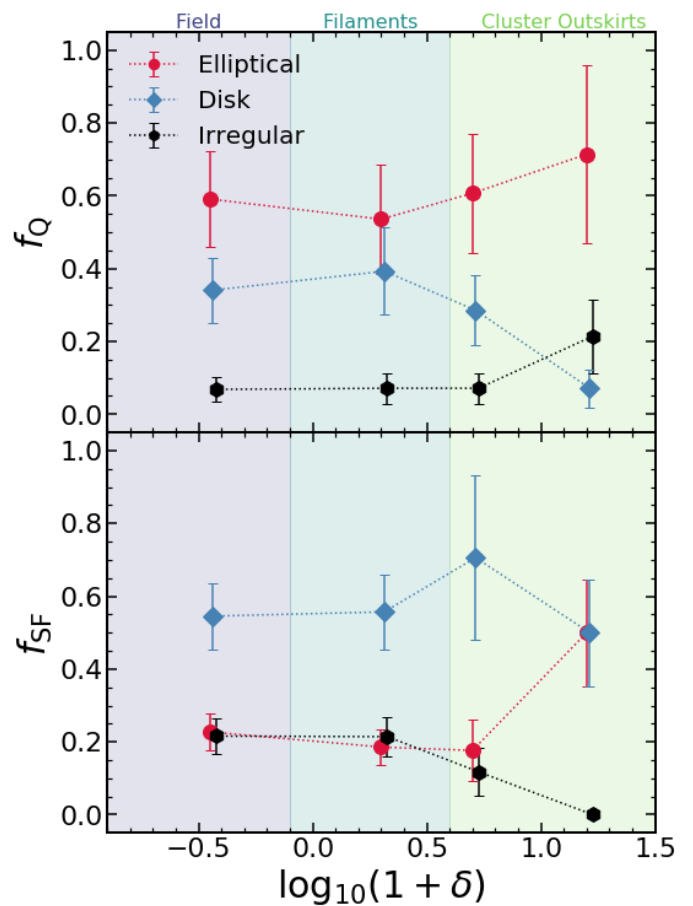 Field Filaments Cluster Outskirts
1.0
Elliptical
Disk
Irregular
0.8
0.6
f_Q
0.4
0.2
0.0
1.0
0.8
0.6
f_SF
0.4
0.2
0.0
−0.5 0.0 0.5 1.0 1.5
log₁₀(1 + δ)